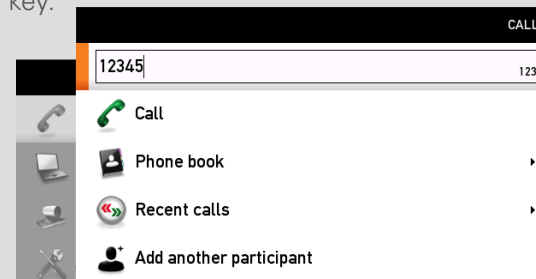 key.
CALL
12345
123
Call
Phone book
Recent calls
Add another participant